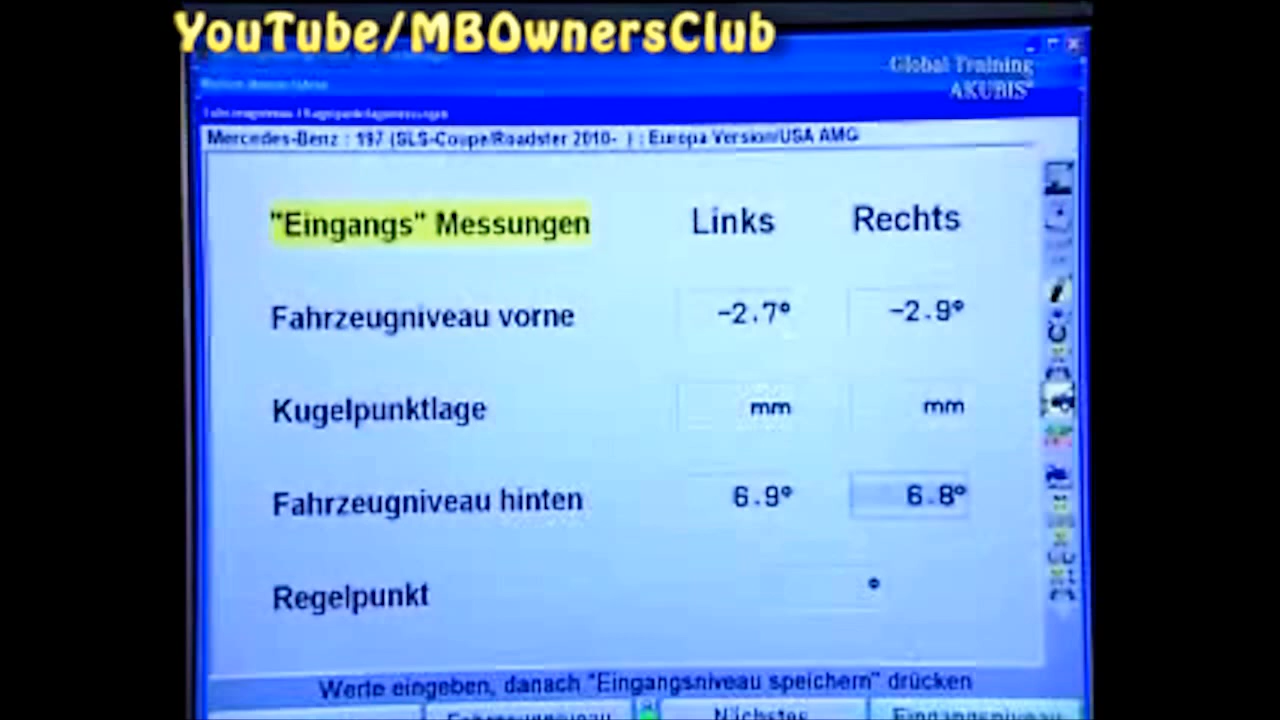 YouTube/MBOwnersClub
Global Training
AKUBIS®
Mercedes-Benz : 197 (SLS-Coupe/Roadster 2010- ) : Europa Version/USA AMG
"Eingangs" Messungen Links Rechts
Fahrzeugniveau vorne -2.7° -2.9°
Kugelpunktlage mm mm
Fahrzeugniveau hinten 6.9° 6.8°
Regelpunkt °
Werte eingeben, danach "Eingangsniveau speichern" drücken
Fahrzeugniveau Nächstes Eingangsniveau